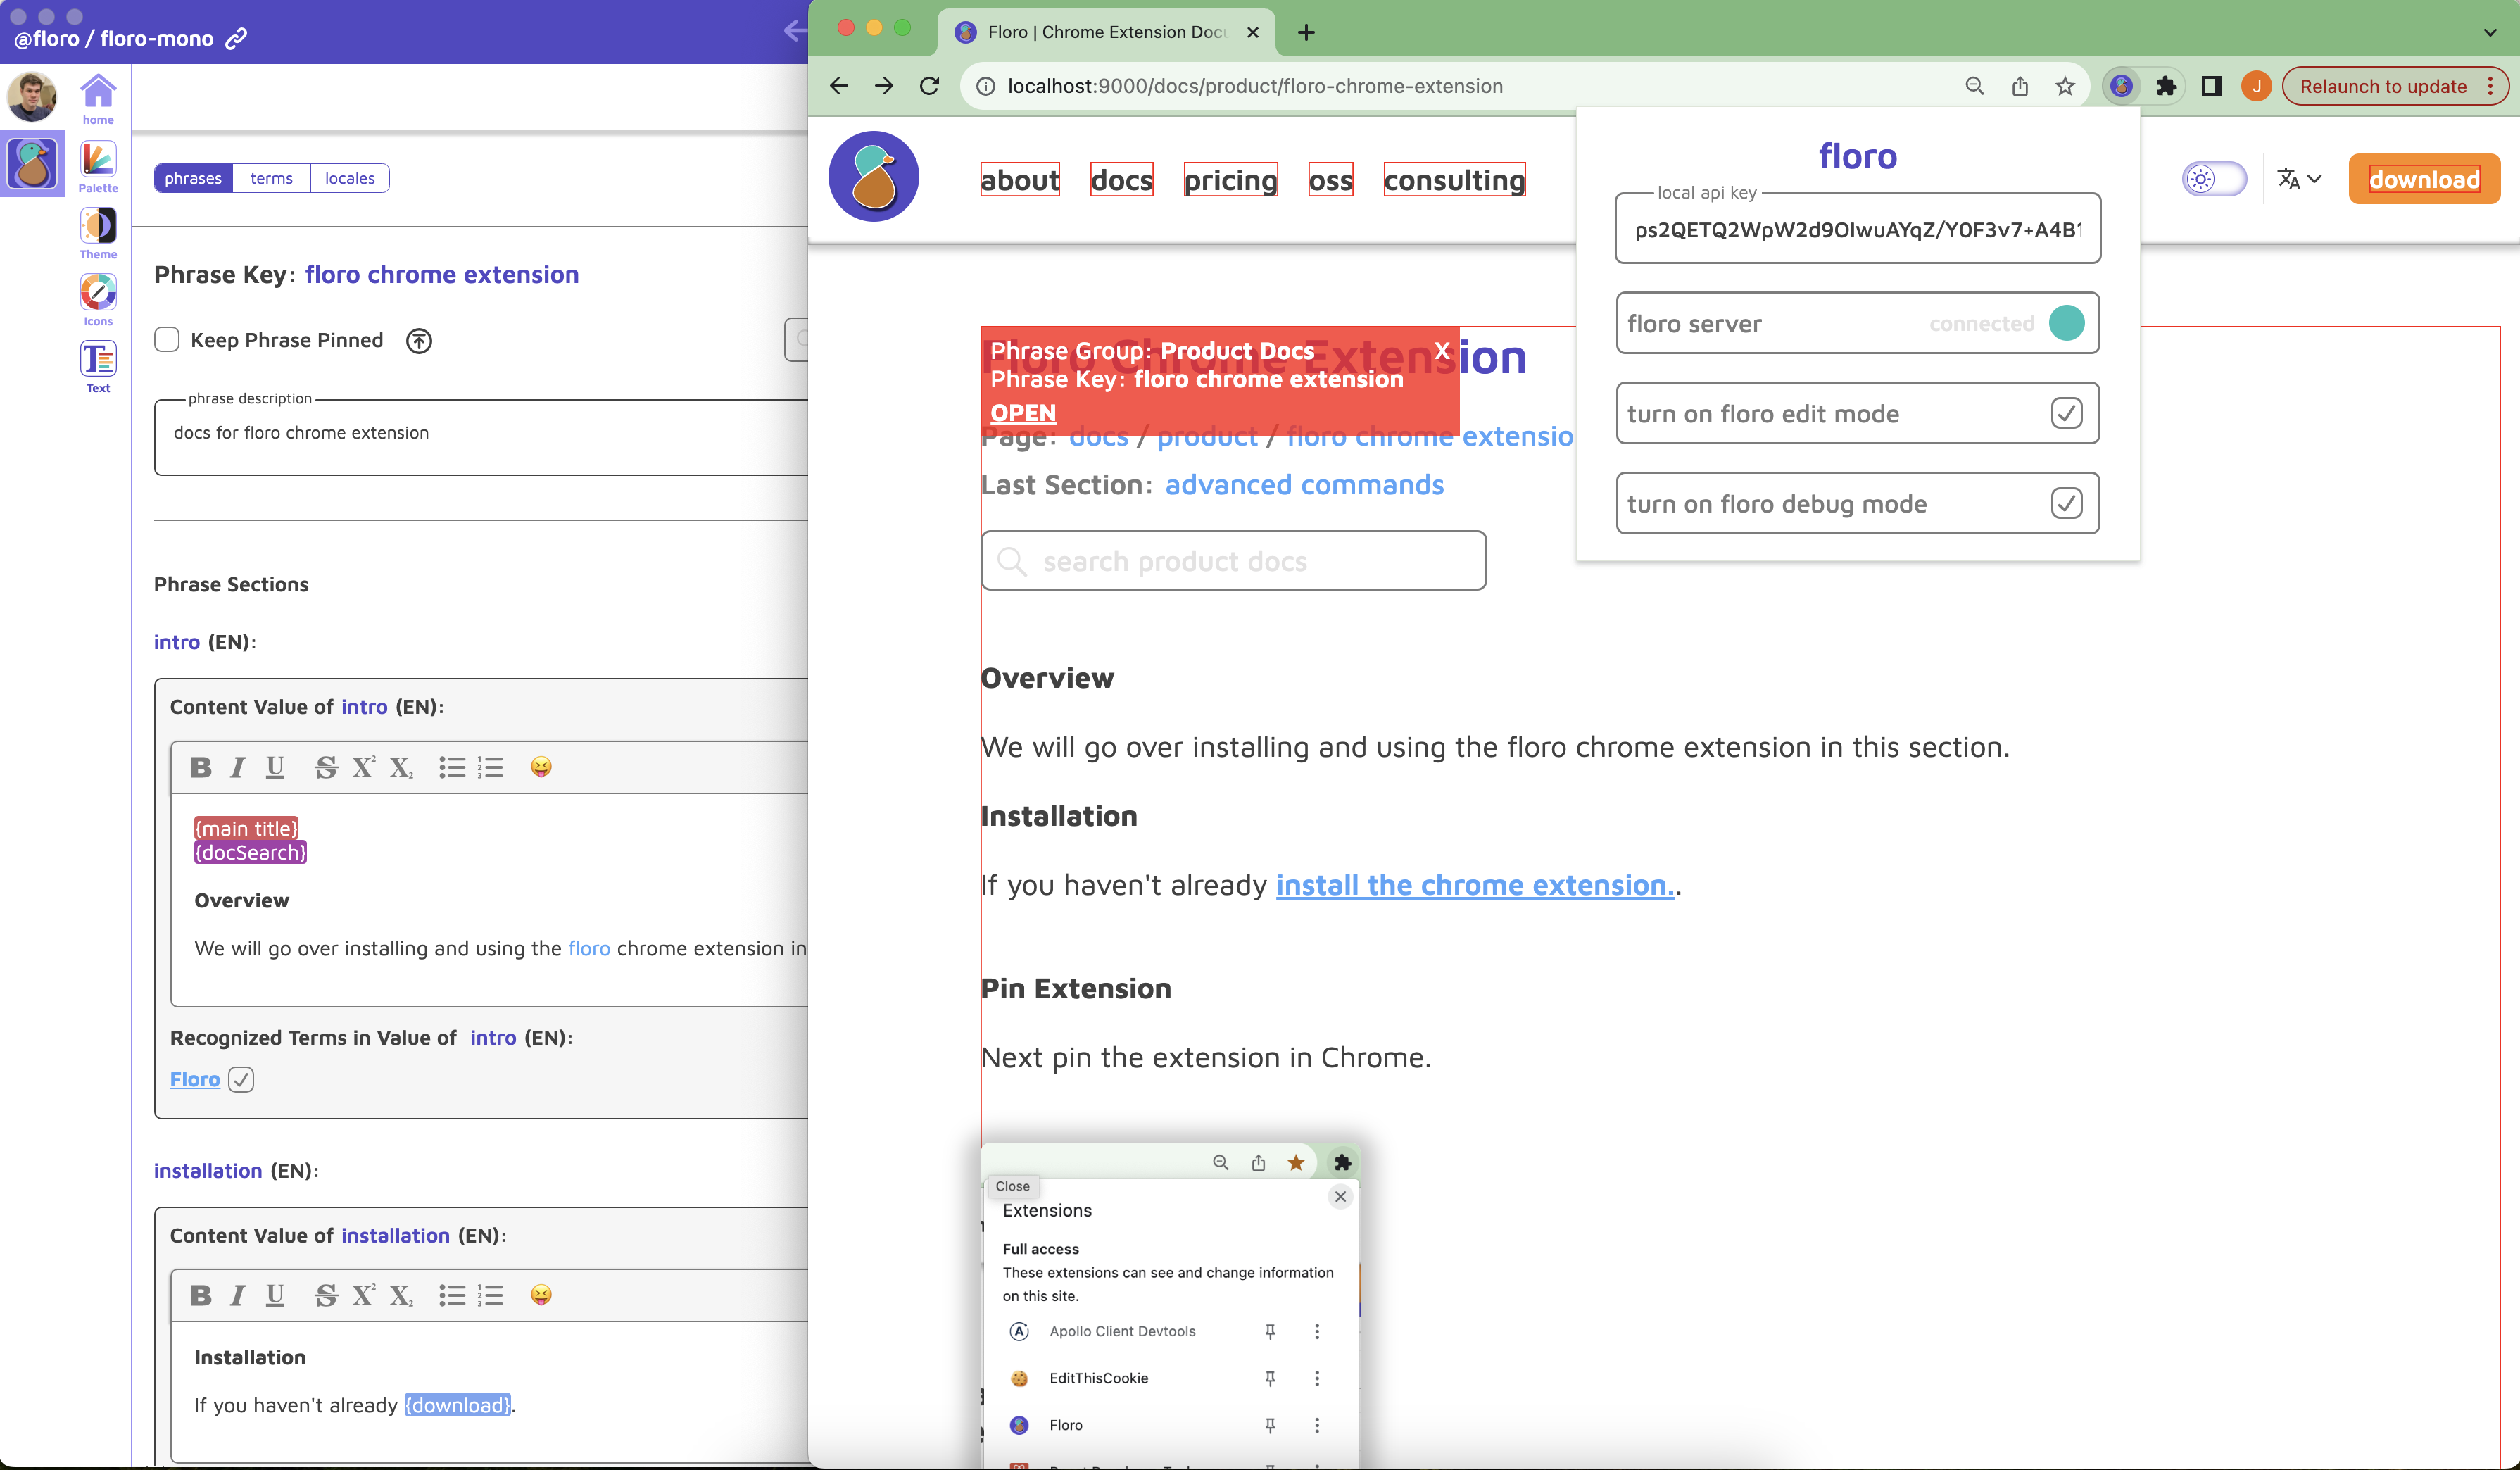 @floro / floro-mono
home
Palette
Theme
Icons
Text
phrases
terms
locales
Phrase Key: floro chrome extension
Keep Phrase Pinned
phrase description
docs for floro chrome extension
Phrase Sections
intro (EN):
Content Value of intro (EN):
B I U S X² X₂
{main title}
{docSearch}
Overview
We will go over installing and using the floro chrome extension in
Recognized Terms in Value of intro (EN):
Floro
installation (EN):
Content Value of installation (EN):
B I U S X² X₂
Installation
If you haven't already {download}.
Floro | Chrome Extension Doc
localhost:9000/docs/product/floro-chrome-extension
J
Relaunch to update
about
docs
pricing
oss
consulting
download
floro
local api key
ps2QETQ2WpW2d9OIwuAYqZ/Y0F3v7+A4B1
floro server
connected
turn on floro edit mode
turn on floro debug mode
Floro Chrome Extension
Phrase Group: Product Docs
X
Phrase Key: floro chrome extension
OPEN
Page: docs / product / floro chrome extensio
Last Section: advanced commands
search product docs
Overview
We will go over installing and using the floro chrome extension in this section.
Installation
If you haven't already install the chrome extension..
Pin Extension
Next pin the extension in Chrome.
Close
Extensions
Full access
These extensions can see and change information
on this site.
Apollo Client Devtools
EditThisCookie
Floro